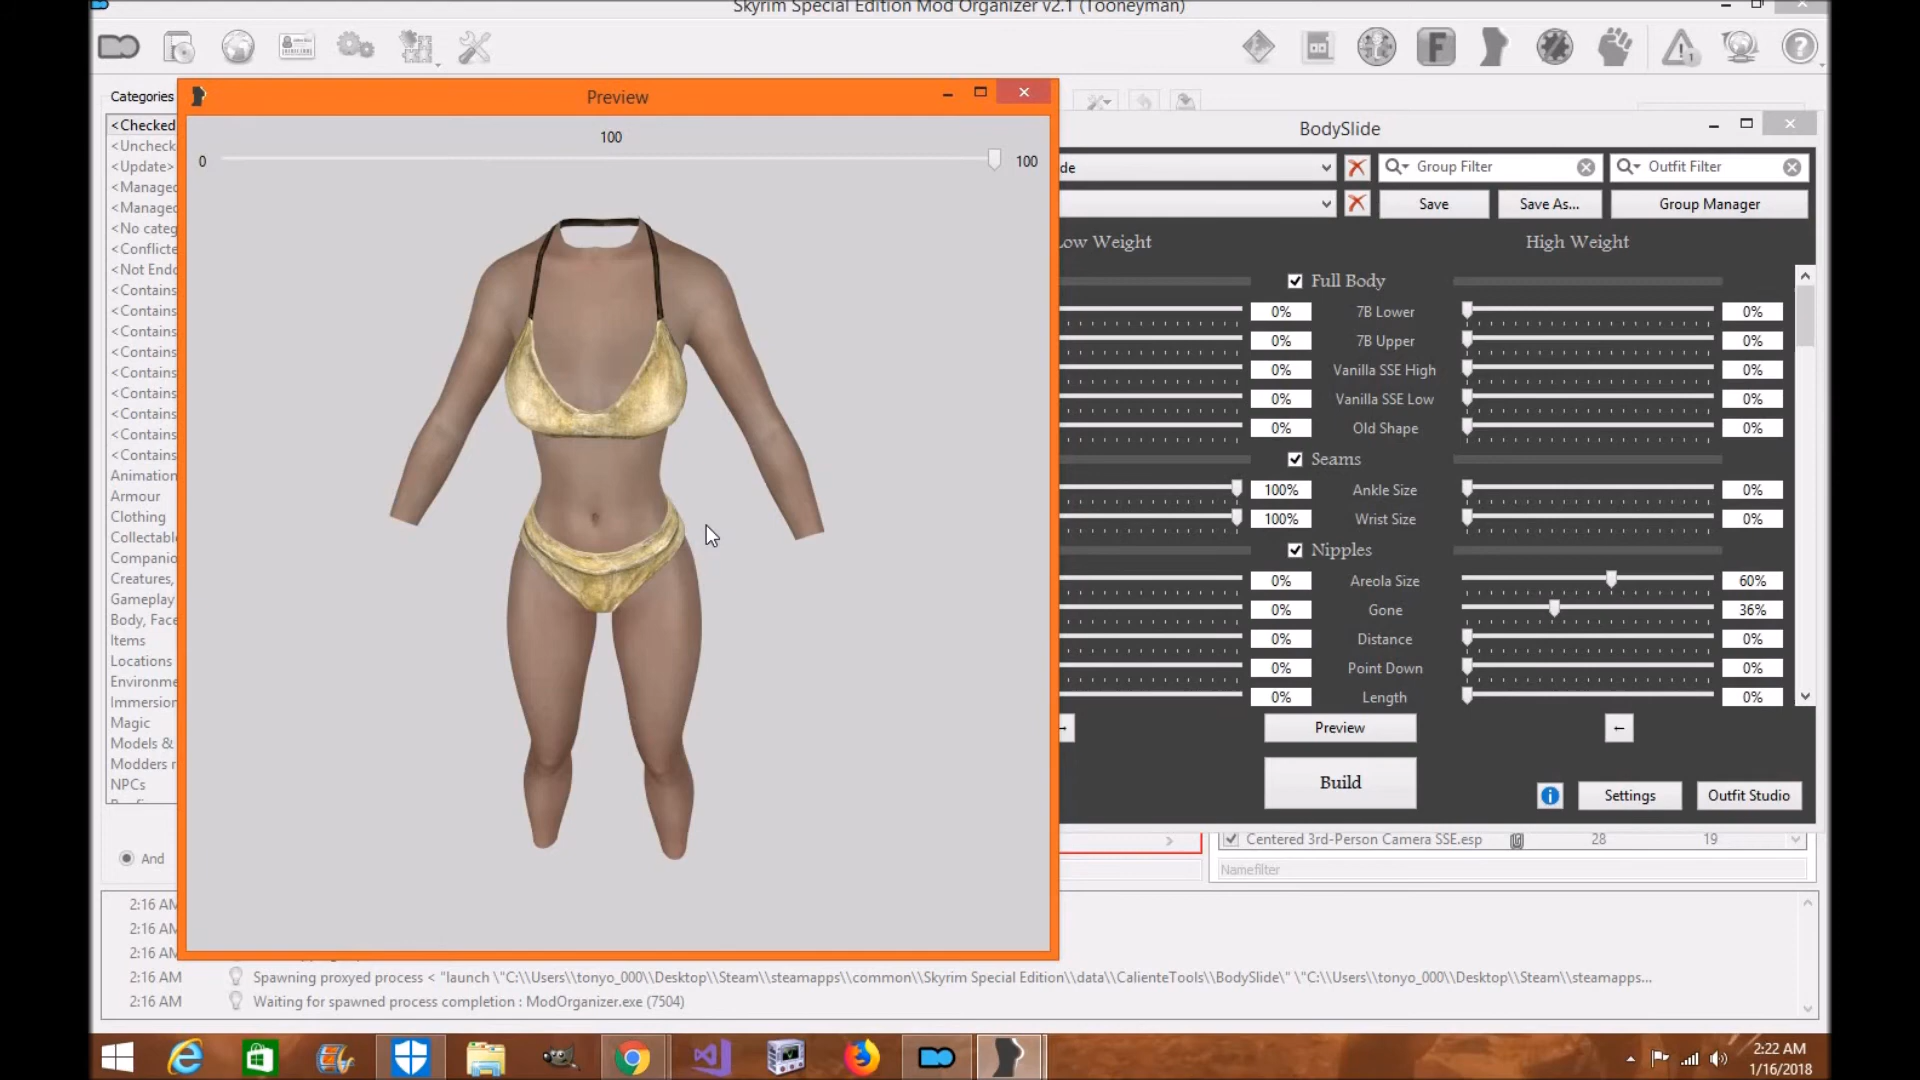 Skyrim Special Edition Mod Organizer v2.1 (Tooneyman)
Categories
<Checked
<Uncheck
<Update>
<Managed
<Managed
<No categ
<Conflicte
<Not Endo
<Contains
<Contains
<Contains
<Contains
<Contains
<Contains
<Contains
<Contains
<Contains
Animation
Armour
Clothing
Collectabl
Companio
Creatures,
Gameplay
Body, Face
Items
Locations
Environme
Immersion
Magic
Models &
Modders r
NPCs
And
Preview
100
0
100
BodySlide
de
Group Filter
Outfit Filter
Save
Save As...
Group Manager
Low Weight
High Weight
Full Body
0% 7B Lower 0%
0% 7B Upper 0%
0% Vanilla SSE High 0%
0% Vanilla SSE Low 0%
0% Old Shape 0%
Seams
100% Ankle Size 0%
100% Wrist Size 0%
Nipples
0% Areola Size 60%
0% Gone 36%
0% Distance 0%
0% Point Down 0%
0% Length 0%
Preview
Build
Settings
Outfit Studio
Centered 3rd-Person Camera SSE.esp 28 19
Namefilter
2:16 AM
2:16 AM
2:16 AM
2:16 AM Spawning proxyed process < "launch \"C:\\Users\\tonyo_000\\Desktop\\Steam\\steamapps\\common\\Skyrim Special Edition\\data\\CalienteTools\\BodySlide\" \"C:\\Users\\tonyo_000\\Desktop\\Steam\\steamapps...
2:16 AM Waiting for spawned process completion : ModOrganizer.exe (7504)
2:22 AM
1/16/2018